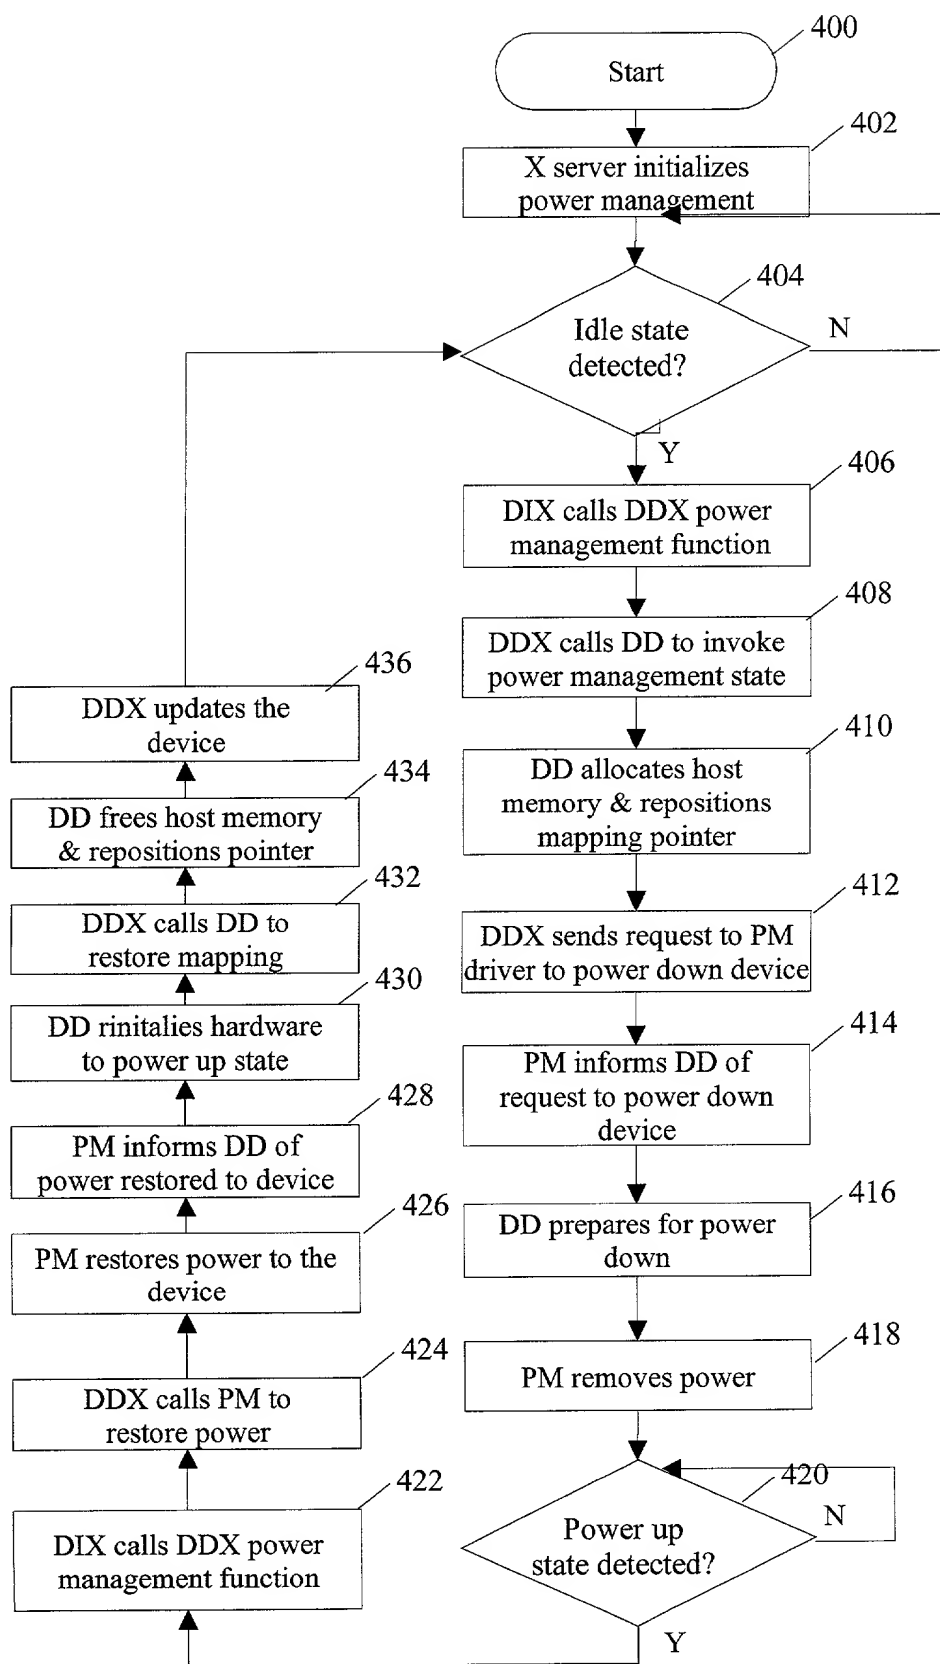 400
Start
402
X server initializes
power management
404
Idle state
detected?
N
Y
406
DIX calls DDX power
management function
408
DDX calls DD to invoke
power management state
410
DD allocates host
memory & repositions
mapping pointer
412
DDX sends request to PM
driver to power down device
414
PM informs DD of
request to power down
device
416
DD prepares for power
down
418
PM removes power
420
Power up
state detected?
N
Y
422
DIX calls DDX power
management function
424
DDX calls PM to
restore power
426
PM restores power to the
device
428
PM informs DD of
power restored to device
430
DD rinitalies hardware
to power up state
432
DDX calls DD to
restore mapping
434
DD frees host memory
& repositions pointer
436
DDX updates the
device